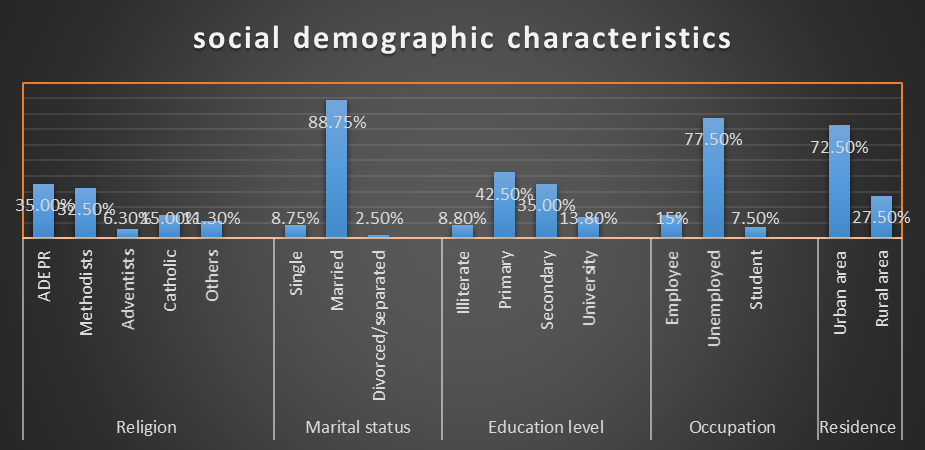 social demographic characteristics
35.00% 32.50% 6.30% 15.00% 11.30% 8.75% 88.75% 2.50% 8.80% 42.50% 35.00% 13.80% 15% 77.50% 7.50% 72.50% 27.50%
ADEPR Methodists Adventists Catholic Others Single Married Divorced/separated Illiterate Primary Secondary University Employee Unemployed Student Urban area Rural area
Religion Marital status Education level Occupation Residence